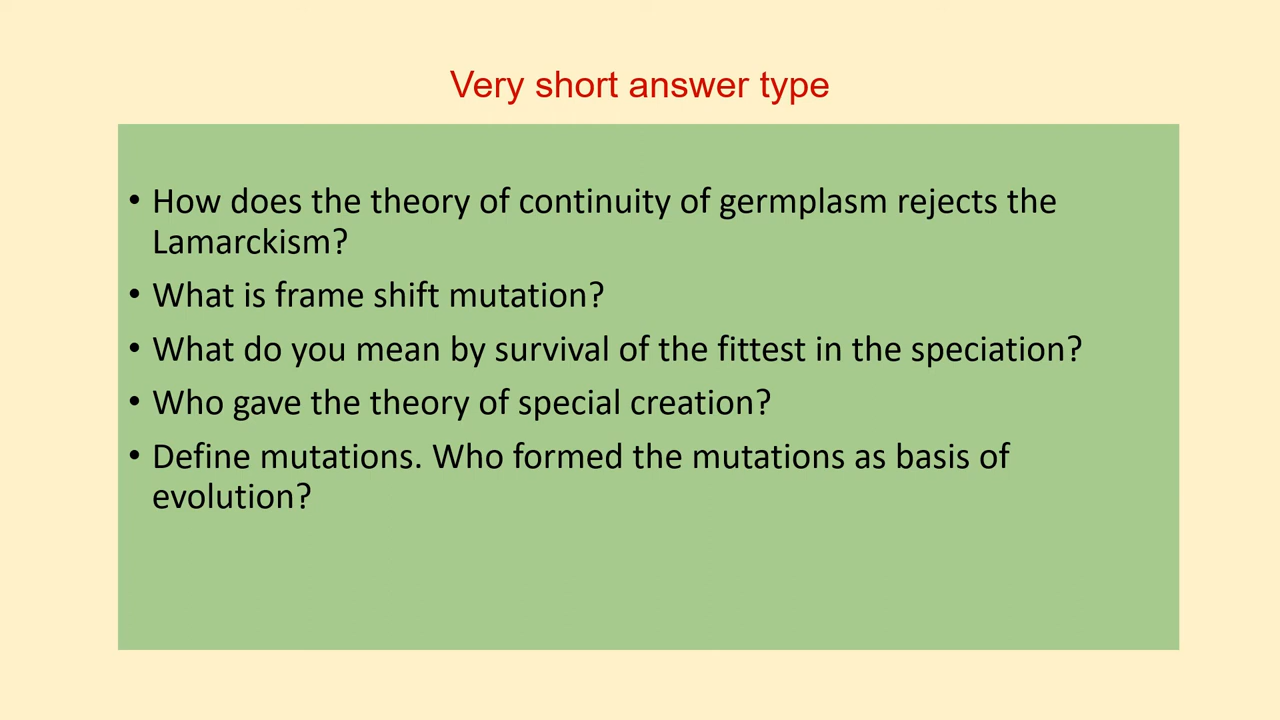 Very short answer type
• How does the theory of continuity of germplasm rejects the
Lamarckism?
• What is frame shift mutation?
• What do you mean by survival of the fittest in the speciation?
• Who gave the theory of special creation?
• Define mutations. Who formed the mutations as basis of
evolution?